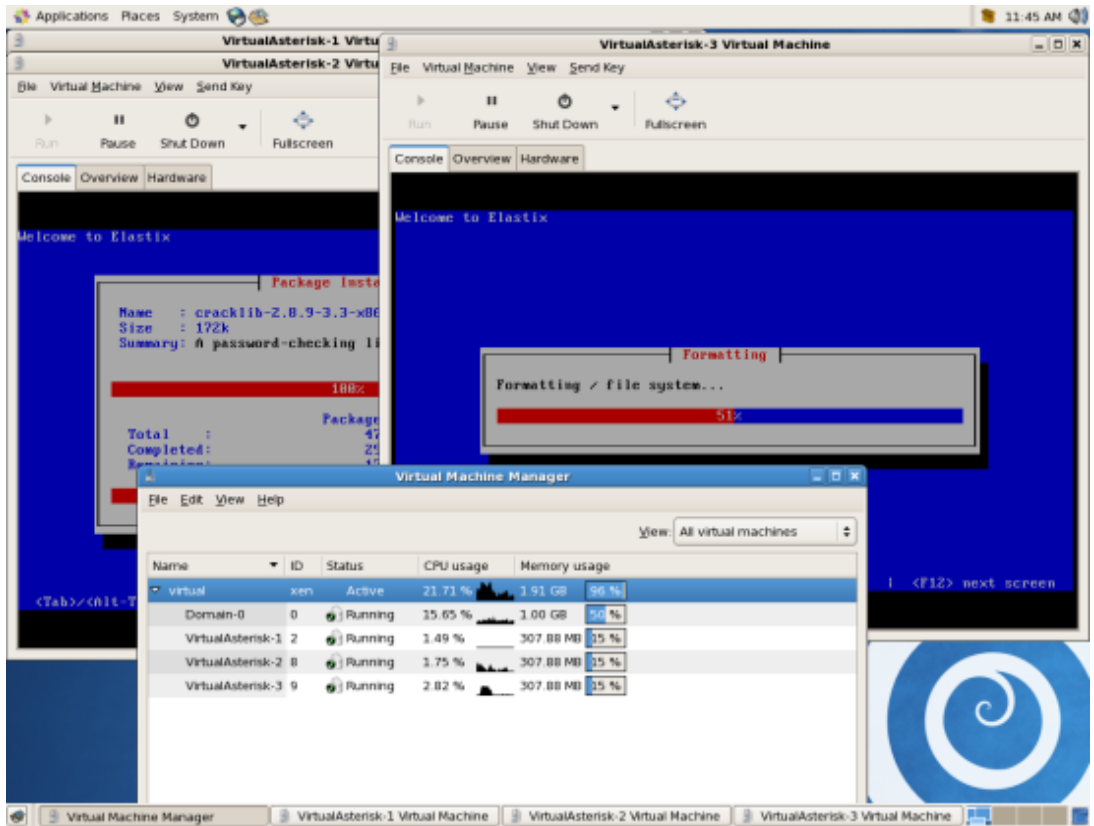 Applications Places System 11:45 AM
VirtualAsterisk-1 Virtu
VirtualAsterisk-2 Virtu
File Virtual Machine View Send Key
Run Pause Shut Down Fullscreen
Console Overview Hardware
Welcome to Elastix
Package Insta
Name : cracklib-2.8.9-3.3-x86
Size : 172k
Summary: A password-checking li
100%
Package
Total : 47
Completed: 29
Remaining: 17
<Tab>/<Alt-T
VirtualAsterisk-3 Virtual Machine
File Virtual Machine View Send Key
Run Pause Shut Down Fullscreen
Console Overview Hardware
Welcome to Elastix
Formatting
Formatting / file system...
51%
| <F12> next screen
Virtual Machine Manager
File Edit View Help
View: All virtual machines
Name ID Status CPU usage Memory usage
virtual xen Active 21.71 % 1.91 GB 96 %
Domain-0 0 Running 15.65 % 1.00 GB 50 %
VirtualAsterisk-1 2 Running 1.49 % 307.88 MB 15 %
VirtualAsterisk-2 8 Running 1.75 % 307.88 MB 15 %
VirtualAsterisk-3 9 Running 2.82 % 307.88 MB 15 %
Virtual Machine Manager VirtualAsterisk-1 Virtual Machine VirtualAsterisk-2 Virtual Machine VirtualAsterisk-3 Virtual Machine